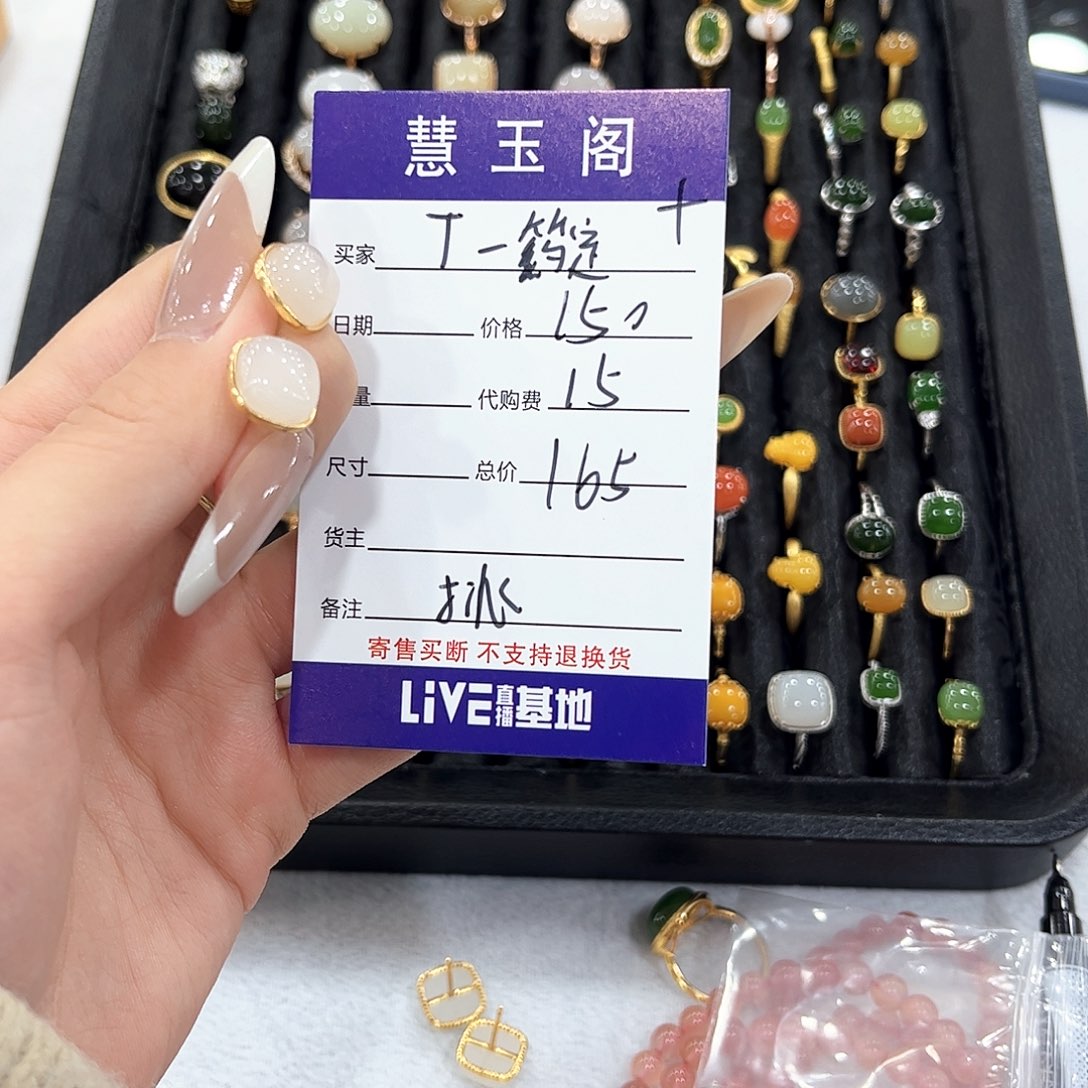 慧玉阁
十
买家 丁一
日期 价格 150
量 代购费 15
尺寸 总价 165
货主
备注
寄售买断 不支持退换货
LiVE直播基地